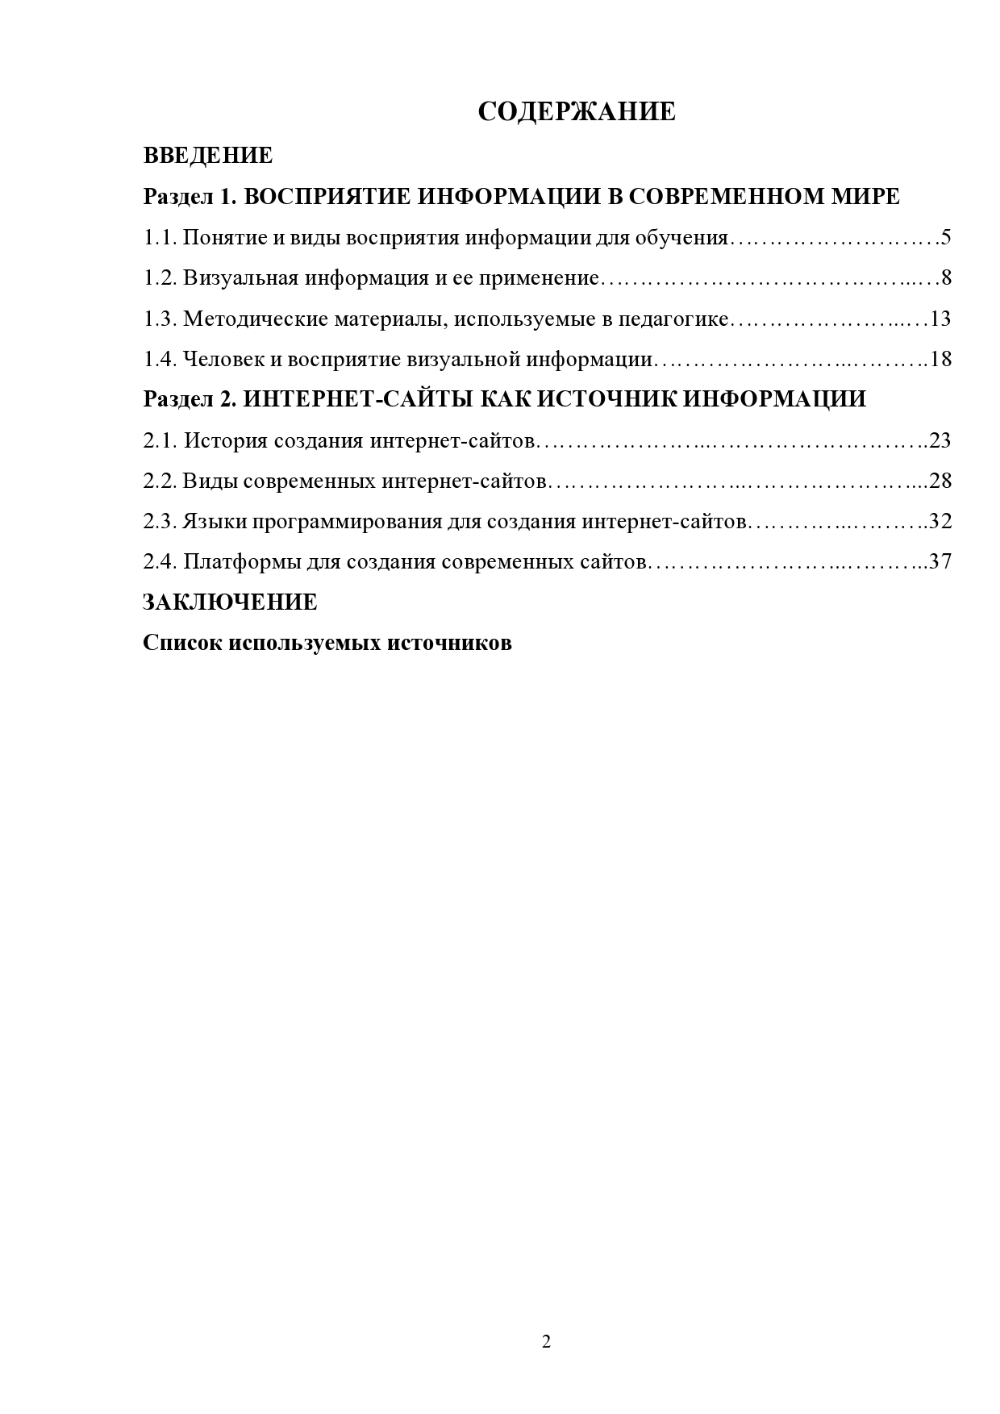 СОДЕРЖАНИЕ
ВВЕДЕНИЕ
Раздел 1. ВОСПРИЯТИЕ ИНФОРМАЦИИ В СОВРЕМЕННОМ МИРЕ
1.1. Понятие и виды восприятия информации для обучения………………………5
1.2. Визуальная информация и ее применение…………………………………..…8
1.3. Методические материалы, используемые в педагогике…………………..…13
1.4. Человек и восприятие визуальной информации……………………..……….18
Раздел 2. ИНТЕРНЕТ-САЙТЫ КАК ИСТОЧНИК ИНФОРМАЦИИ
2.1. История создания интернет-сайтов…………………..……………………….23
2.2. Виды современных интернет-сайтов……………………..…………………...28
2.3. Языки программирования для создания интернет-сайтов…………..……….32
2.4. Платформы для создания современных сайтов……………………..………..37
ЗАКЛЮЧЕНИЕ
Список используемых источников
2